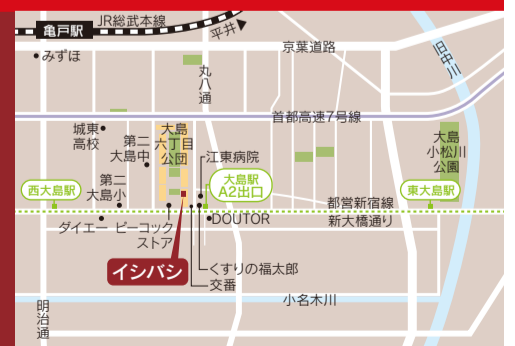 JR総武本線
亀戸駅
平井
みずほ
京葉道路
旧中川
丸八通
首都高速7号線
城東
高校
第二
大島中
大島
六丁目
公団
江東病院
大島
小松川
公園
第二
大島小
大島駅
A2出口
西大島駅
東大島駅
都営新宿線
新大橋通り
ダイエー
ピーコック
ストア
DOUTOR
イシバシ
くすりの福太郎
交番
小名木川
明治通